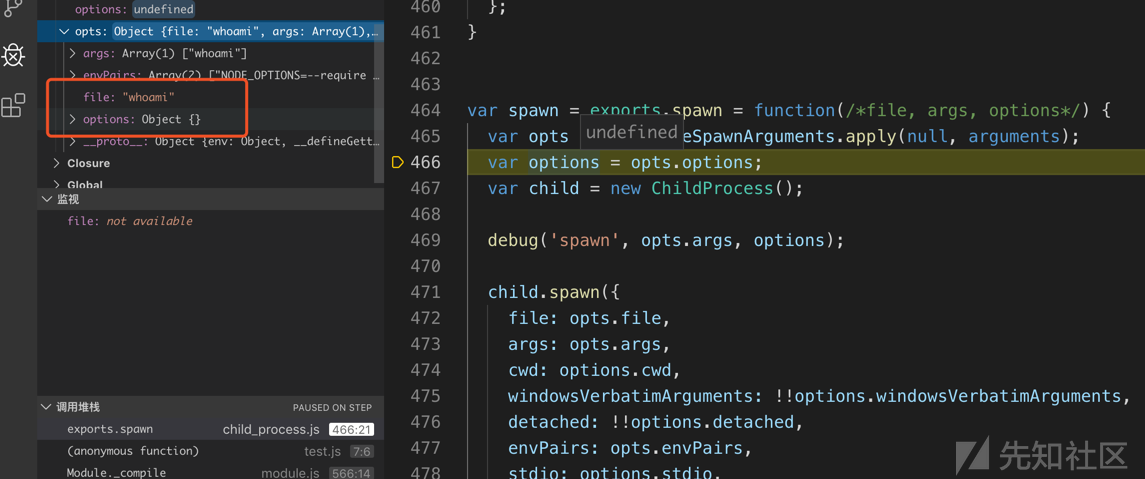 options: undefined
opts: Object {file: "whoami", args: Array(1),…
args: Array(1) ["whoami"]
envPairs: Array(2) ["NODE_OPTIONS=--require …
file: "whoami"
options: Object {}
__proto__: Object {env: Object, __defineGett…
Closure
Global
监视
file: not available
调用堆栈
PAUSED ON STEP
exports.spawn child_process.js 466:21
(anonymous function) test.js 7:6
Module._compile module.js 566:14
460 };
461 }
462
463
464 var spawn = exports.spawn = function(/*file, args, options*/) {
465 var opts undefined eSpawnArguments.apply(null, arguments);
466 var options = opts.options;
467 var child = new ChildProcess();
468
469 debug('spawn', opts.args, options);
470
471 child.spawn({
472 file: opts.file,
473 args: opts.args,
474 cwd: options.cwd,
475 windowsVerbatimArguments: !!options.windowsVerbatimArguments,
476 detached: !!options.detached,
477 envPairs: opts.envPairs,
478 stdio: options.stdio,
先知社区